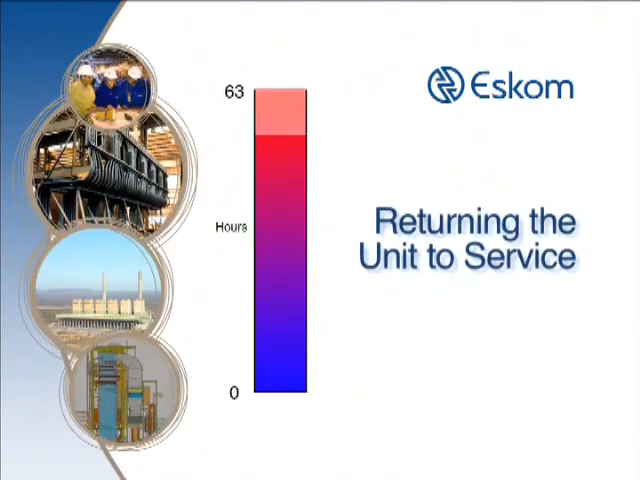 63
Eskom
Hours
Returning the
Unit to Service
0